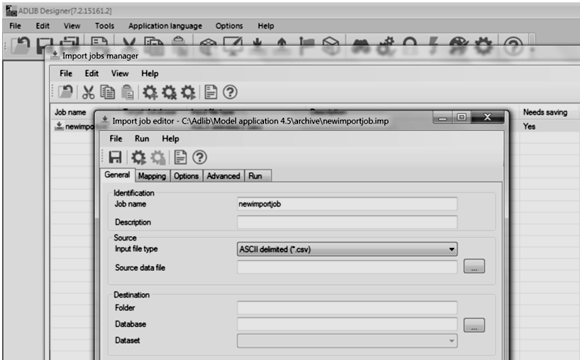 ADLIB Designer[7.2.15161.2]
File Edit View Tools Application language Options Help
Import jobs manager
File Edit View Help
Job name
Needs saving
newimpo
Yes
Import job editor - C:\Adlib\Model application 4.5\archive\newimportjob.imp
File Run Help
General Mapping Options Advanced Run
Identification
Job name newimportjob
Description
Source
Input file type ASCII delimited (*.csv)
Source data file ...
Destination
Folder
Database ...
Dataset